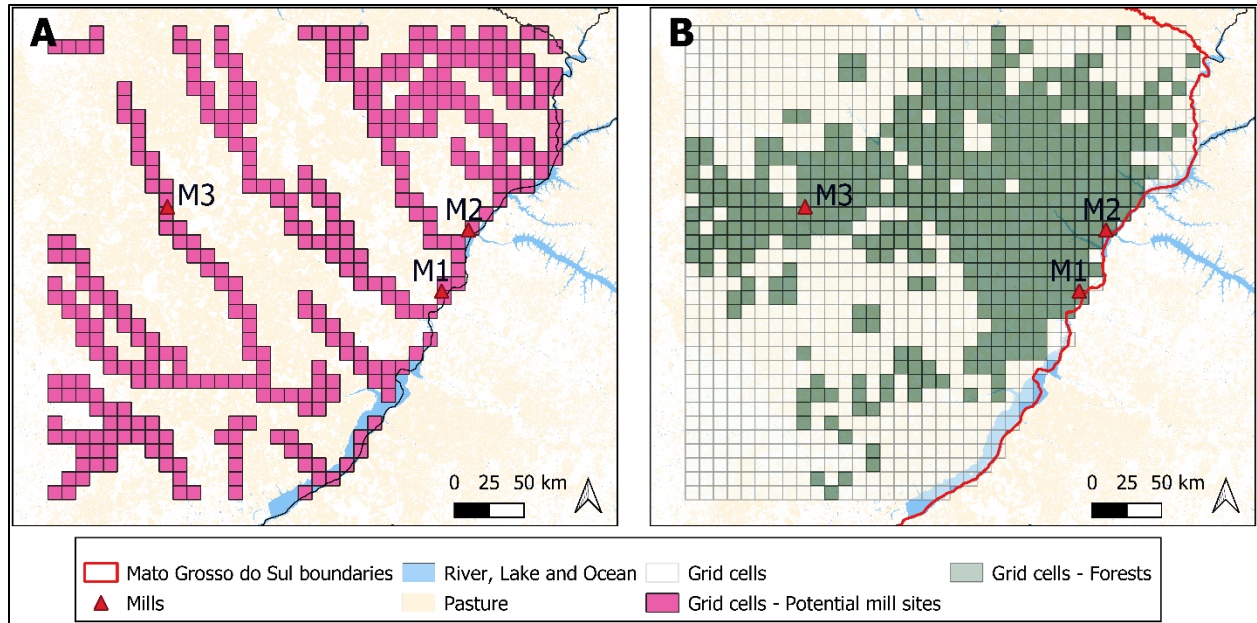 A
M3
M2
M1
0 25 50 km
B
M3
M2
M1
0 25 50 km
Mato Grosso do Sul boundaries
River, Lake and Ocean
Grid cells
Grid cells - Forests
Mills
Pasture
Grid cells - Potential mill sites